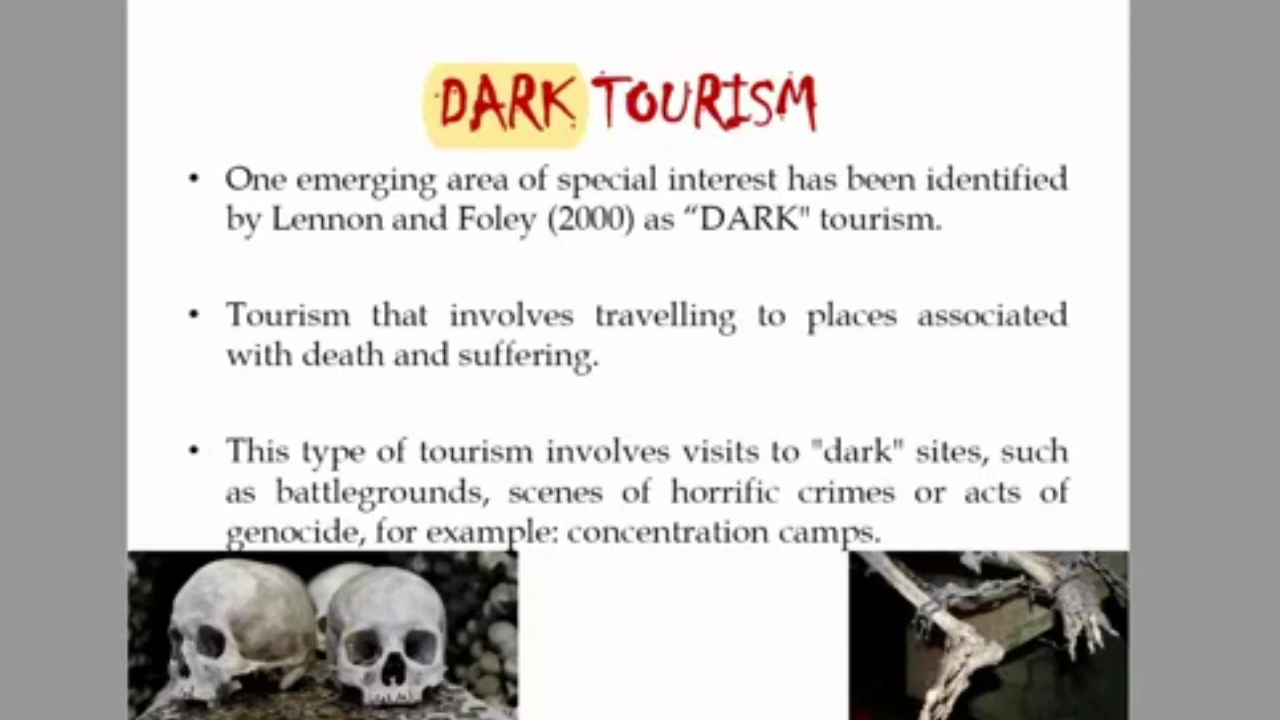 DARK TOURISM
• One emerging area of special interest has been identified
by Lennon and Foley (2000) as “DARK" tourism.
• Tourism that involves travelling to places associated
with death and suffering.
• This type of tourism involves visits to "dark" sites, such
as battlegrounds, scenes of horrific crimes or acts of
genocide, for example: concentration camps.